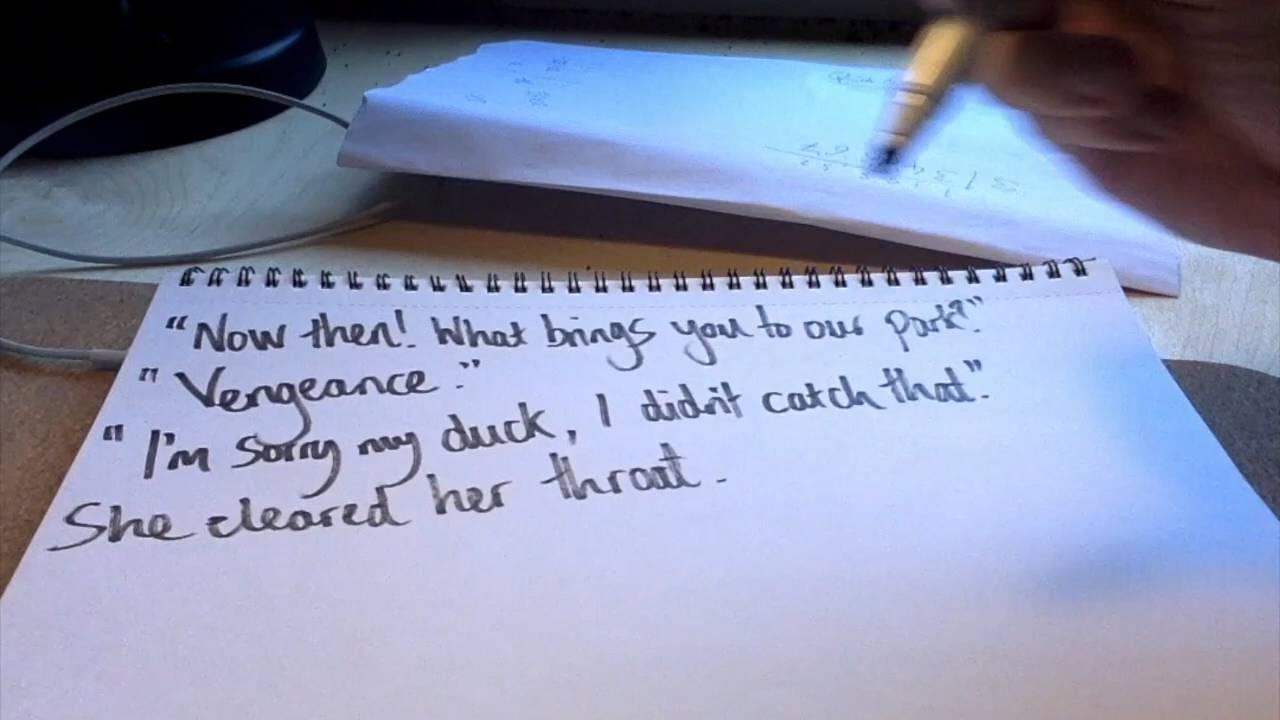 "Now then! What brings you to our park?"
"Vengeance."
"I'm sorry my duck, I didn't catch that".
She cleared her throat.